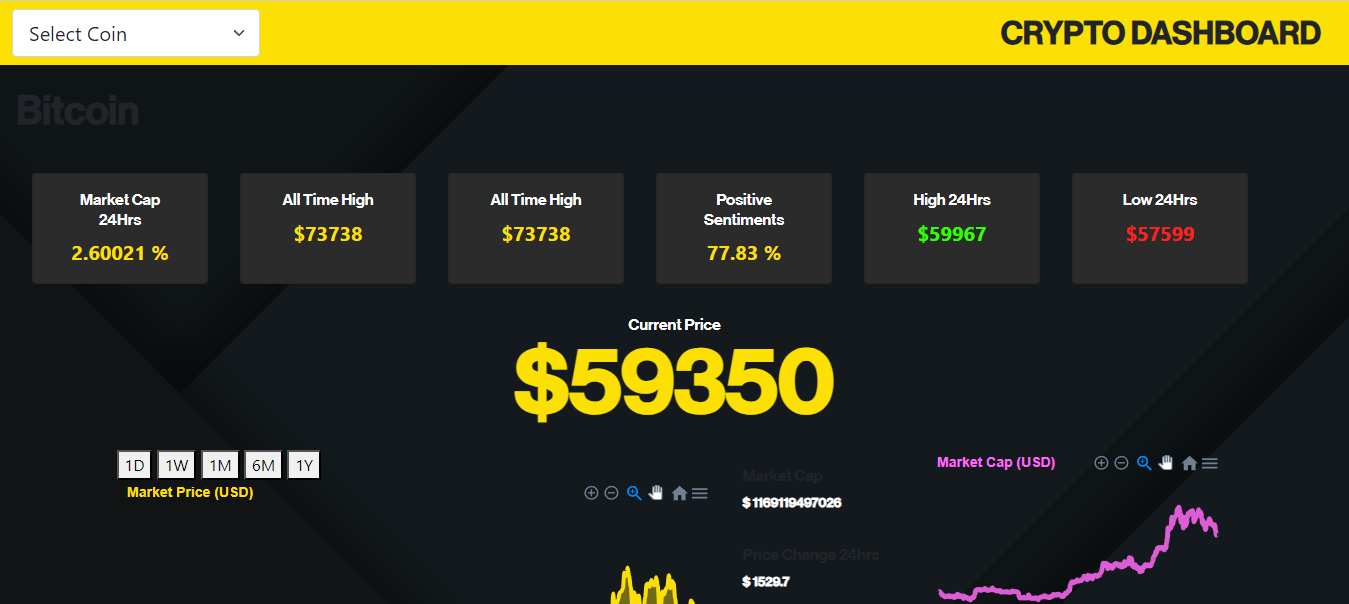 Select Coin
CRYPTO DASHBOARD
Bitcoin
Market Cap
24Hrs
2.60021 %
All Time High
$73738
All Time High
$73738
Positive
Sentiments
77.83 %
High 24Hrs
$59967
Low 24Hrs
$57599
Current Price
$59350
1D 1W 1M 6M 1Y
Market Price (USD)
Market Cap
$ 1169119497026
Price Change 24hrs
$ 1529.7
Market Cap (USD)